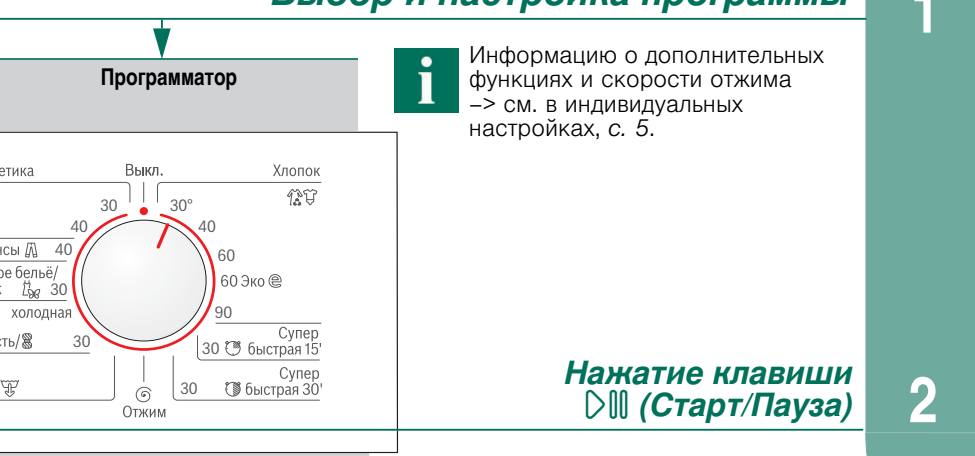 Выбор и настройка программы
1
Программатор
i
Информацию о дополнительных
функциях и скорости отжима
–> см. в индивидуальных
настройках, с. 5.
Выкл.
Хлопок
30
30°
40
40
40
60
60 Эко
бельё/
30
холодная
90
30
Супер
30 быстрая 15'
Супер
30 быстрая 30'
Отжим
Нажатие клавиши
(Старт/Пауза)
2